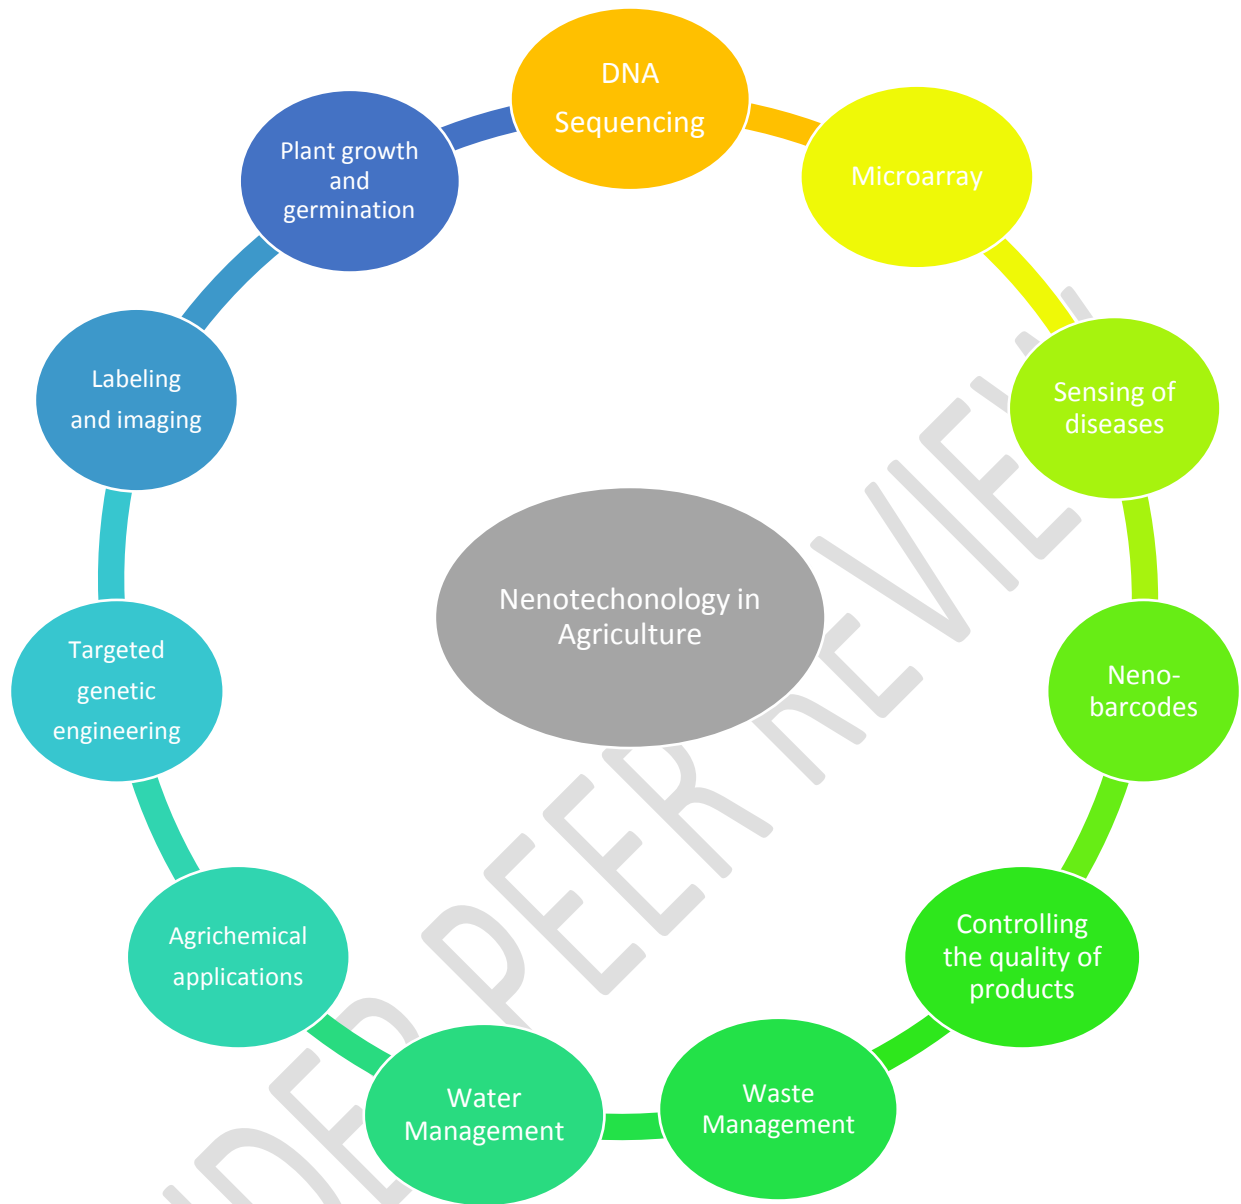 DNA
Sequencing
Microarray
Sensing of
diseases
Neno-
barcodes
Controlling
the quality of
products
Waste
Management
Water
Management
Agrichemical
applications
Targeted
genetic
engineering
Labeling
and imaging
Plant growth
and
germination
Nenotechonology in
Agriculture
DER PEER REVIEW